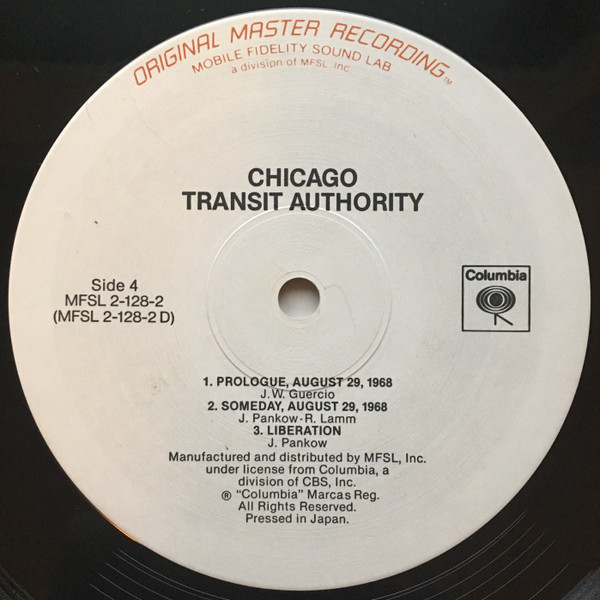 ORIGINAL MASTER RECORDING™
MOBILE FIDELITY SOUND LAB
a division of MFSL, Inc.
CHICAGO
TRANSIT AUTHORITY
Side 4
MFSL 2-128-2
(MFSL 2-128-2 D)
Columbia
1. PROLOGUE, AUGUST 29, 1968
J. W. Guercio
2. SOMEDAY, AUGUST 29, 1968
J. Pankow-R. Lamm
3. LIBERATION
J. Pankow
Manufactured and distributed by MFSL, Inc.
under license from Columbia, a
division of CBS, Inc.
® "Columbia" Marcas Reg.
All Rights Reserved.
Pressed in Japan.